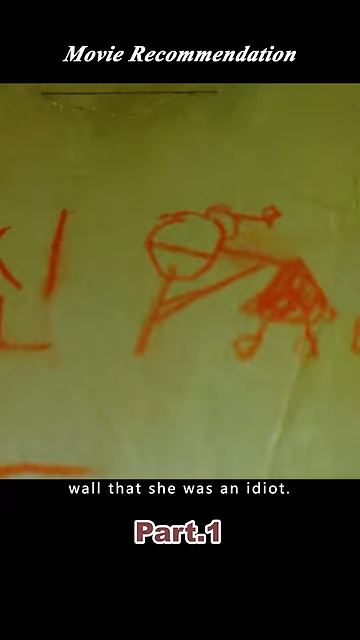 Movie Recommendation
wall that she was an idiot.
Part.1